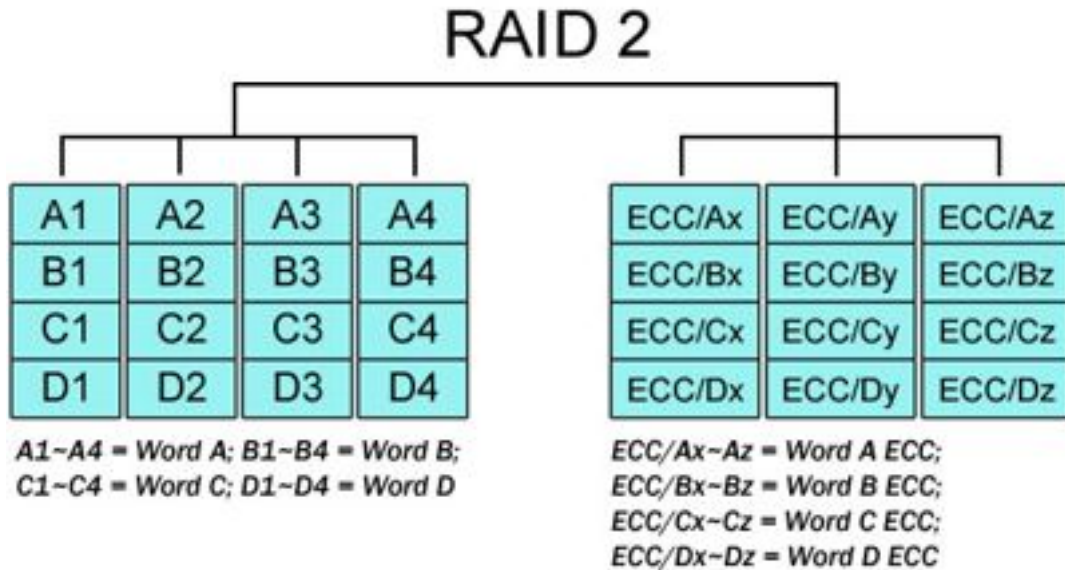 RAID 2
A1 A2 A3 A4 ECC/Ax ECC/Ay ECC/Az
B1 B2 B3 B4 ECC/Bx ECC/By ECC/Bz
C1 C2 C3 C4 ECC/Cx ECC/Cy ECC/Cz
D1 D2 D3 D4 ECC/Dx ECC/Dy ECC/Dz
A1~A4 = Word A; B1~B4 = Word B;
C1~C4 = Word C; D1~D4 = Word D
ECC/Ax~Az = Word A ECC;
ECC/Bx~Bz = Word B ECC;
ECC/Cx~Cz = Word C ECC;
ECC/Dx~Dz = Word D ECC